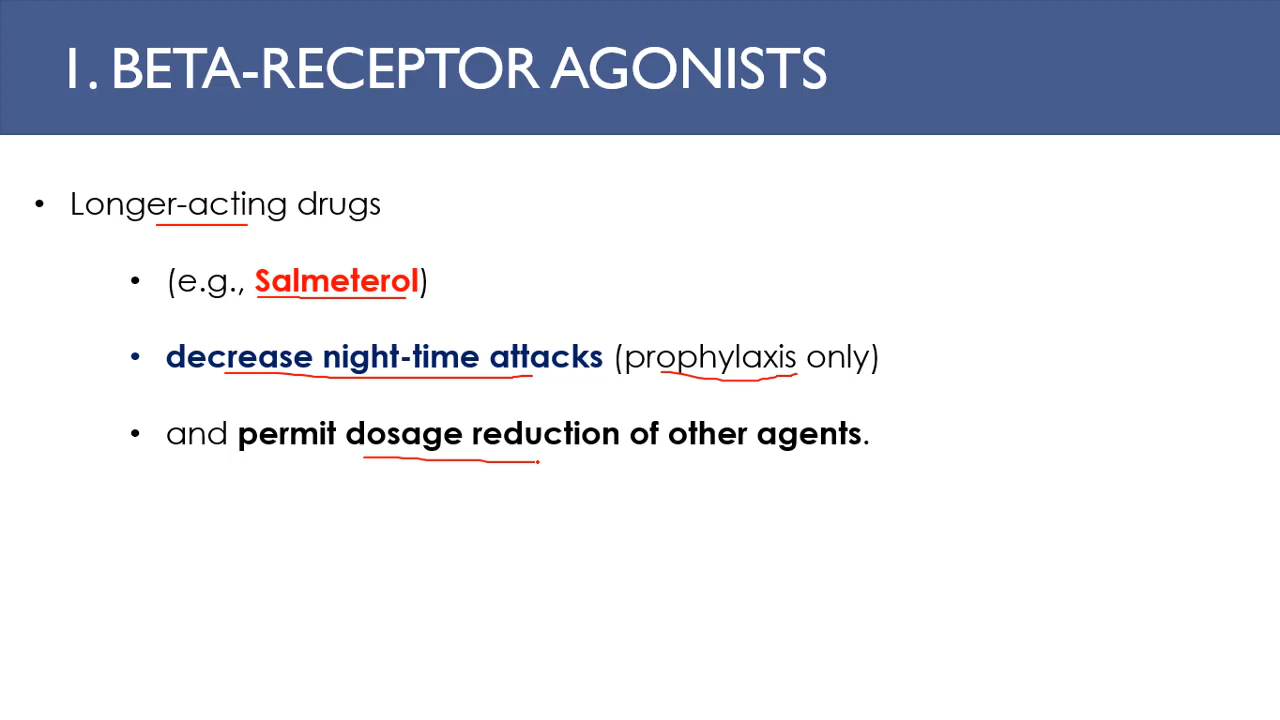 1. BETA-RECEPTOR AGONISTS
• Longer-acting drugs
• (e.g., Salmeterol)
• decrease night-time attacks (prophylaxis only)
• and permit dosage reduction of other agents.